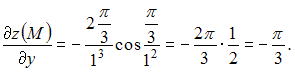 ∂z(M)/∂y = − (2 π/3)/1³ cos (π/3)/1² = − 2π/3 · 1/2 = − π/3.